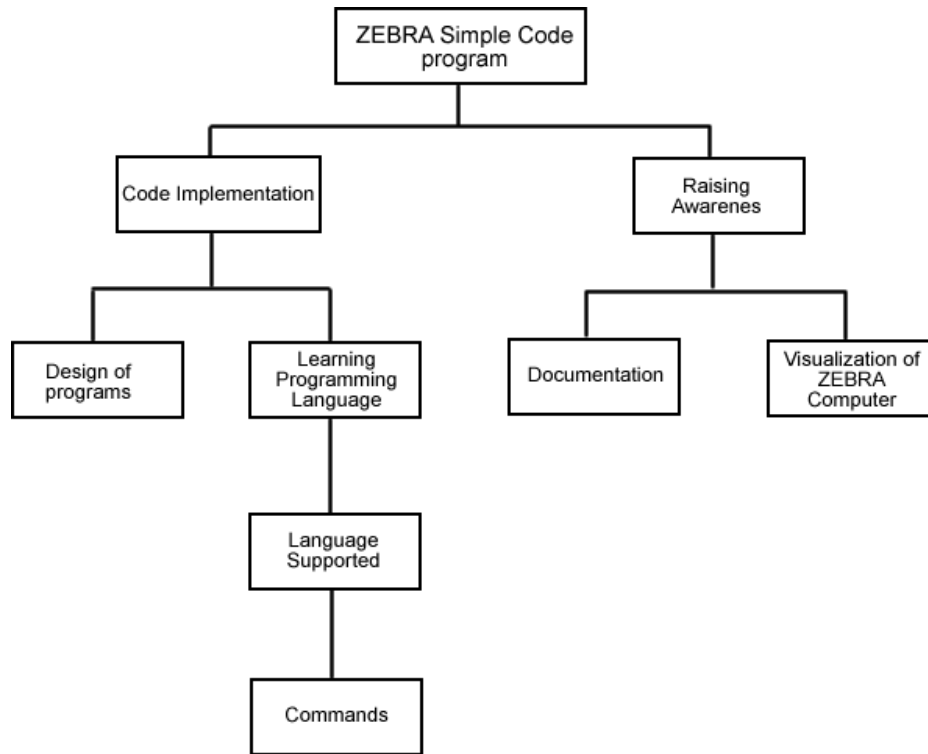 ZEBRA Simple Code
program
Code Implementation
Raising
Awarenes
Design of
programs
Learning
Programming
Language
Documentation
Visualization of
ZEBRA
Computer
Language
Supported
Commands